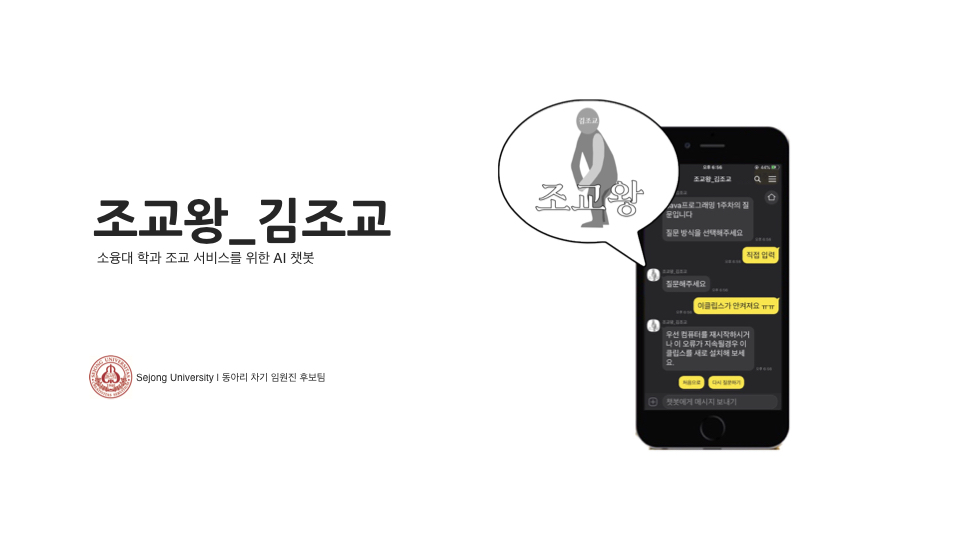 조교왕_김조교
소융대 학과 조교 서비스를 위한 AI 챗봇
Sejong University I 동아리 차기 임원진 후보팀
김조교
조교왕
오후 6:56
조교왕_김조교
Java프로그래밍 1주차의 질
문입니다
질문 방식을 선택해주세요
직접 입력
조교왕_김조교
질문해주세요
이클립스가 안켜져요 ㅠㅠ
조교왕_김조교
우선 컴퓨터를 재시작하시거
나 이 오류가 지속될경우 이
클립스를 새로 설치해 보세
요.
처음으로
다시 질문하기
챗봇에게 메시지 보내기